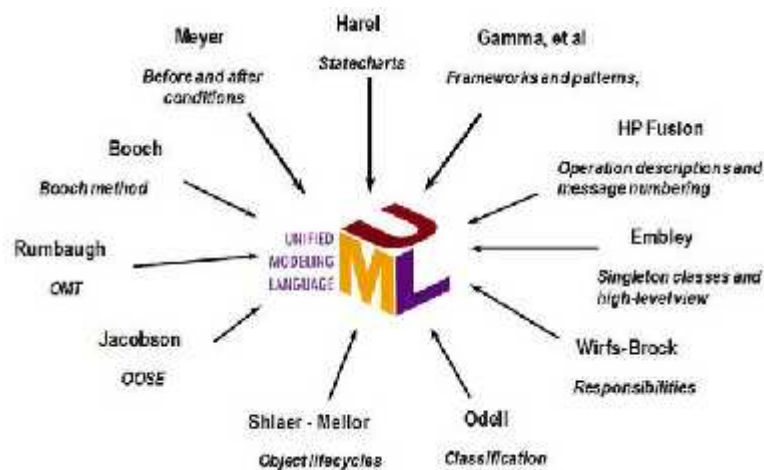 Meyer
Before and after
conditions
Harel
Statecharts
Gamma, et al
Frameworks and patterns,
HP Fusion
Operation descriptions and
message numbering
Embley
Singleton classes and
high-level view
Wirfs-Brock
Responsibilities
Odell
Classification
Shlaer - Mellor
Object lifecycles
Jacobson
OOSE
Rumbaugh
OMT
Booch
Booch method
UNIFIED
MODELING
LANGUAGE
UML